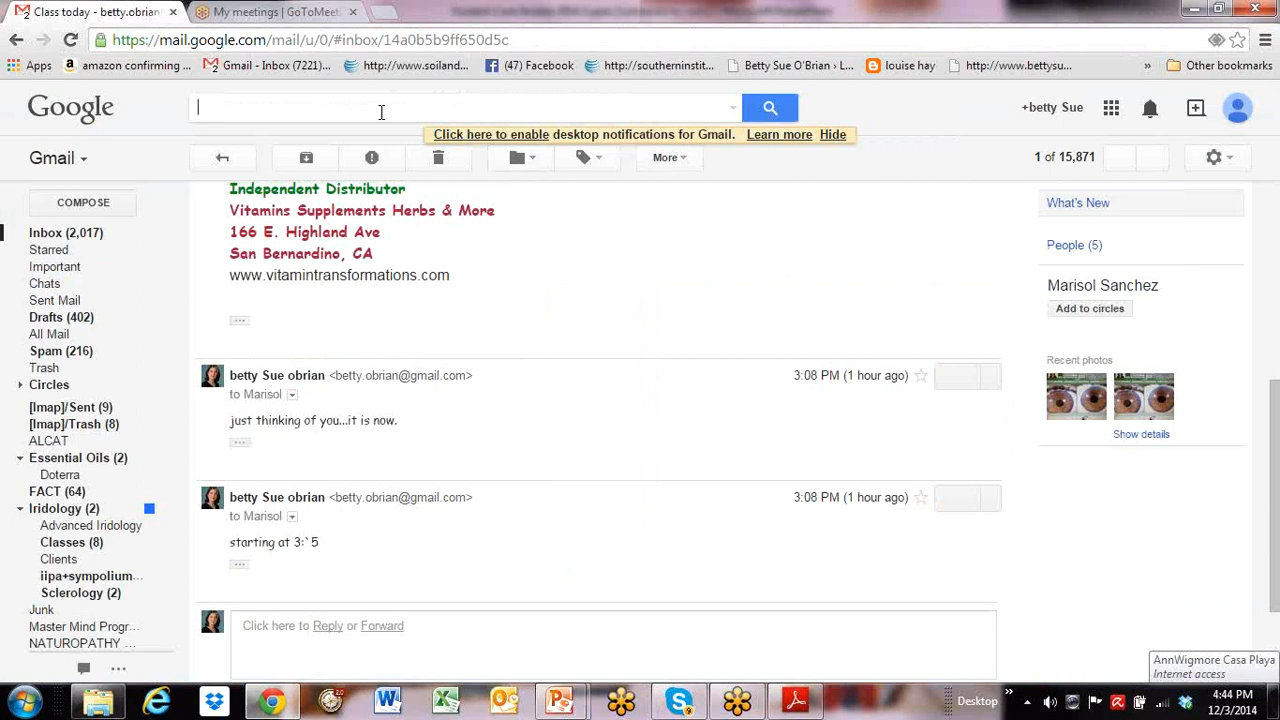 Class today - betty.obrian
My meetings | GoToMeet...
https://mail.google.com/mail/u/0/#inbox/14a0b5b9ff650d5c
Apps
amazon confirming ...
Gmail - Inbox (7221)...
http://www.soiland...
(47) Facebook
http://southerninstit...
Betty Sue O'Brian › L...
louise hay
http://www.bettysu...
»
Other bookmarks
Google
+betty Sue
Click here to enable desktop notifications for Gmail. Learn more Hide
Gmail
More
1 of 15,871
COMPOSE
Inbox (2,017)
Starred
Important
Chats
Sent Mail
Drafts (402)
All Mail
Spam (216)
Trash
Circles
[Imap]/Sent (9)
[Imap]/Trash (8)
ALCAT
Essential Oils (2)
Doterra
FACT (64)
Iridology (2)
Advanced Iridology
Classes (8)
Clients
iipa+sympolium...
Sclerology (2)
Junk
Master Mind Progr...
NATUROPATHY ...
Independent Distributor
Vitamins Supplements Herbs & More
166 E. Highland Ave
San Bernardino, CA
www.vitamintransformations.com
...
betty Sue obrian <betty.obrian@gmail.com>
3:08 PM (1 hour ago)
to Marisol
just thinking of you...it is now.
...
betty Sue obrian <betty.obrian@gmail.com>
3:08 PM (1 hour ago)
to Marisol
starting at 3:`5
...
Click here to Reply or Forward
What's New
People (5)
Marisol Sanchez
Add to circles
Recent photos
Show details
AnnWigmore Casa Playa
Internet access
Desktop
»
4:44 PM
12/3/2014